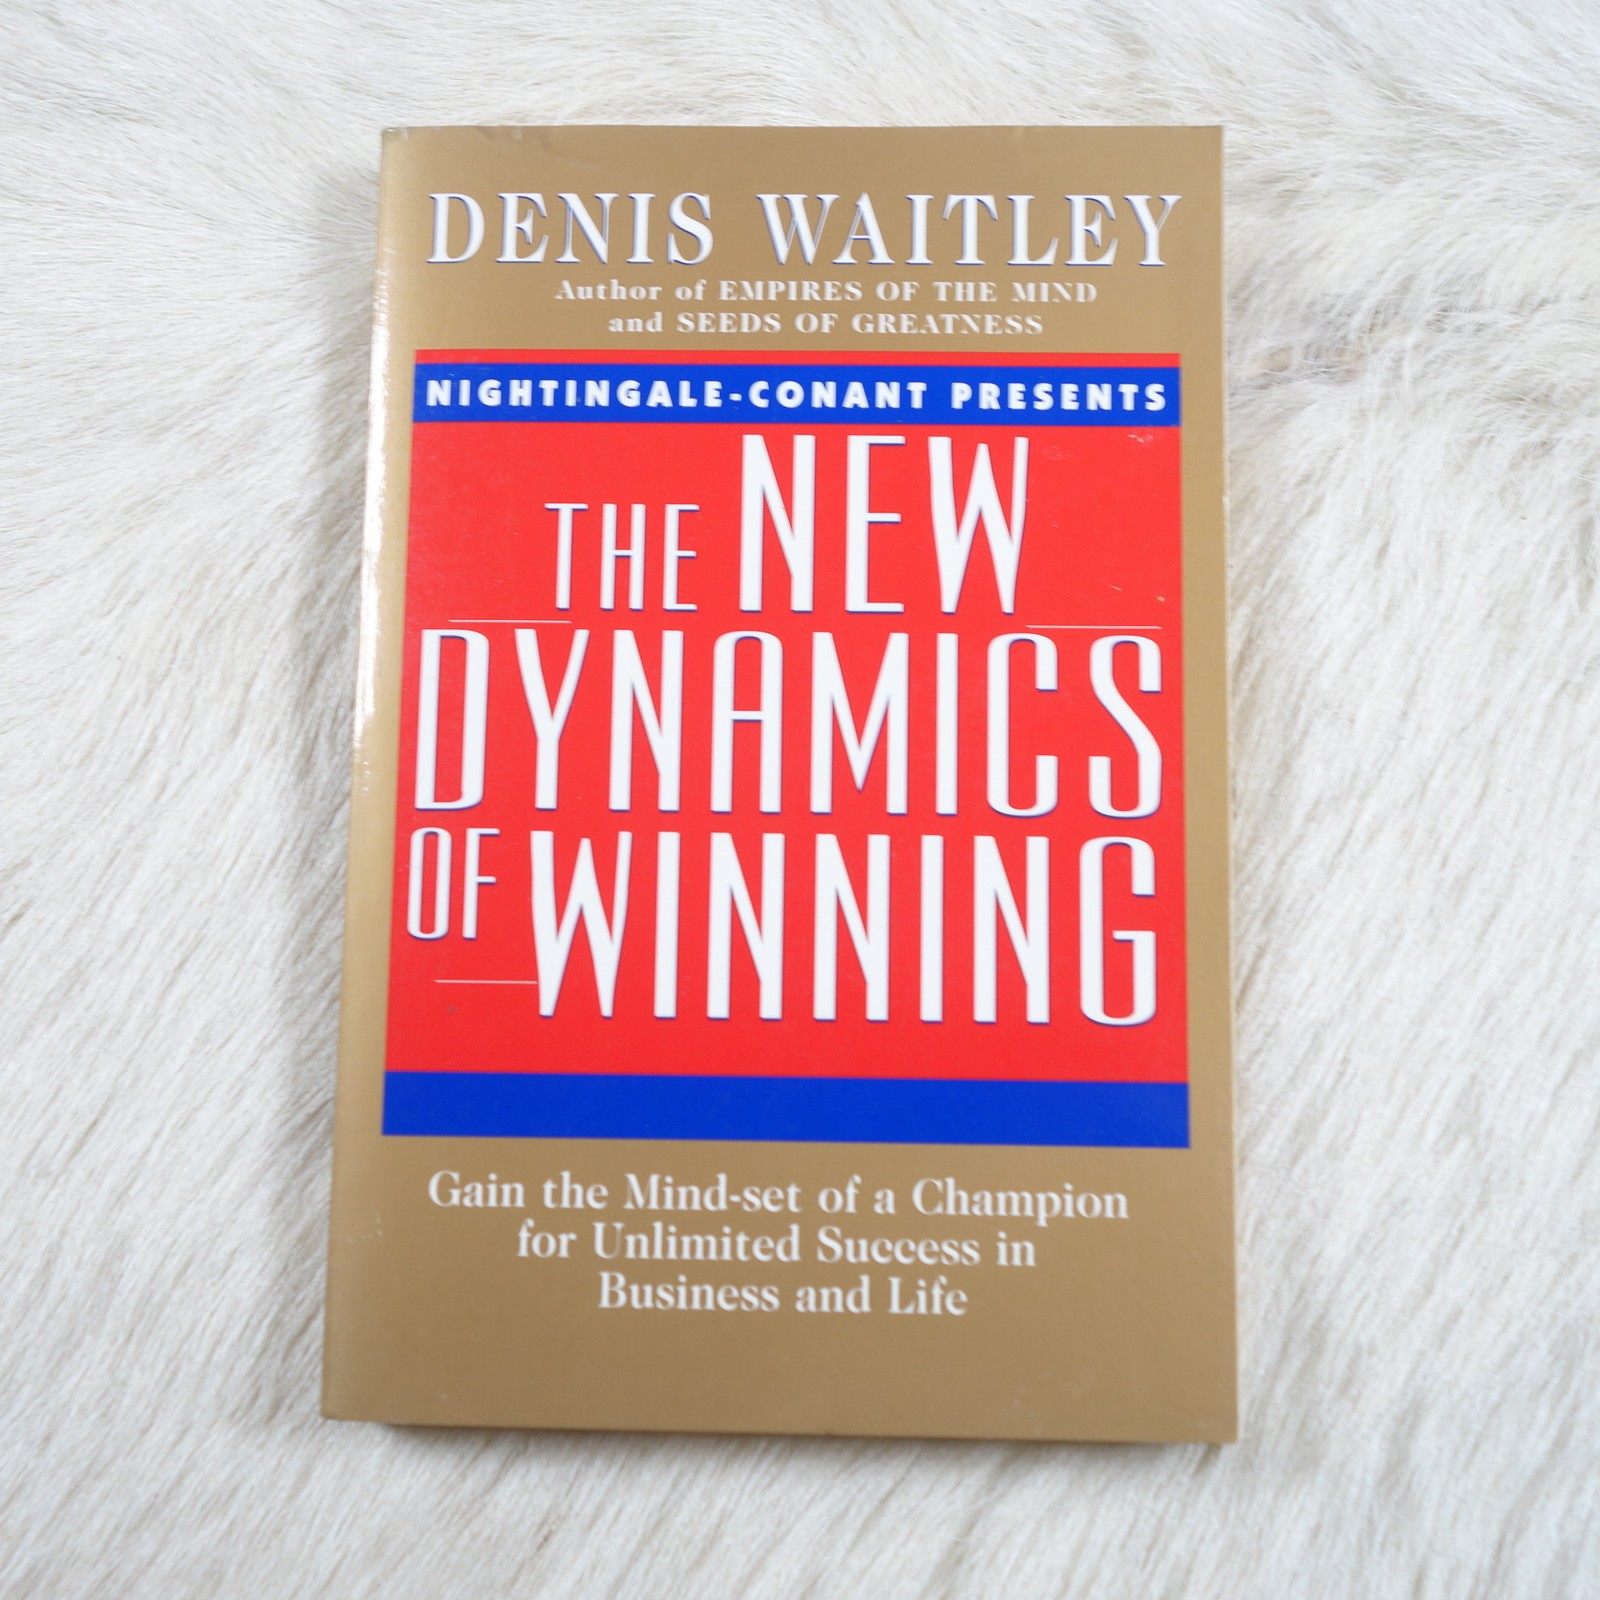 DENIS WAITLEY
Author of EMPIRES OF THE MIND
and SEEDS OF GREATNESS
NIGHTINGALE-CONANT PRESENTS
THE NEW
DYNAMICS
OF WINNING
Gain the Mind-set of a Champion
for Unlimited Success in
Business and Life